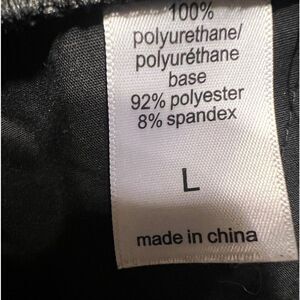 100%
polyurethane/
polyuréthane
base
92% polyester
8% spandex
L
made in china